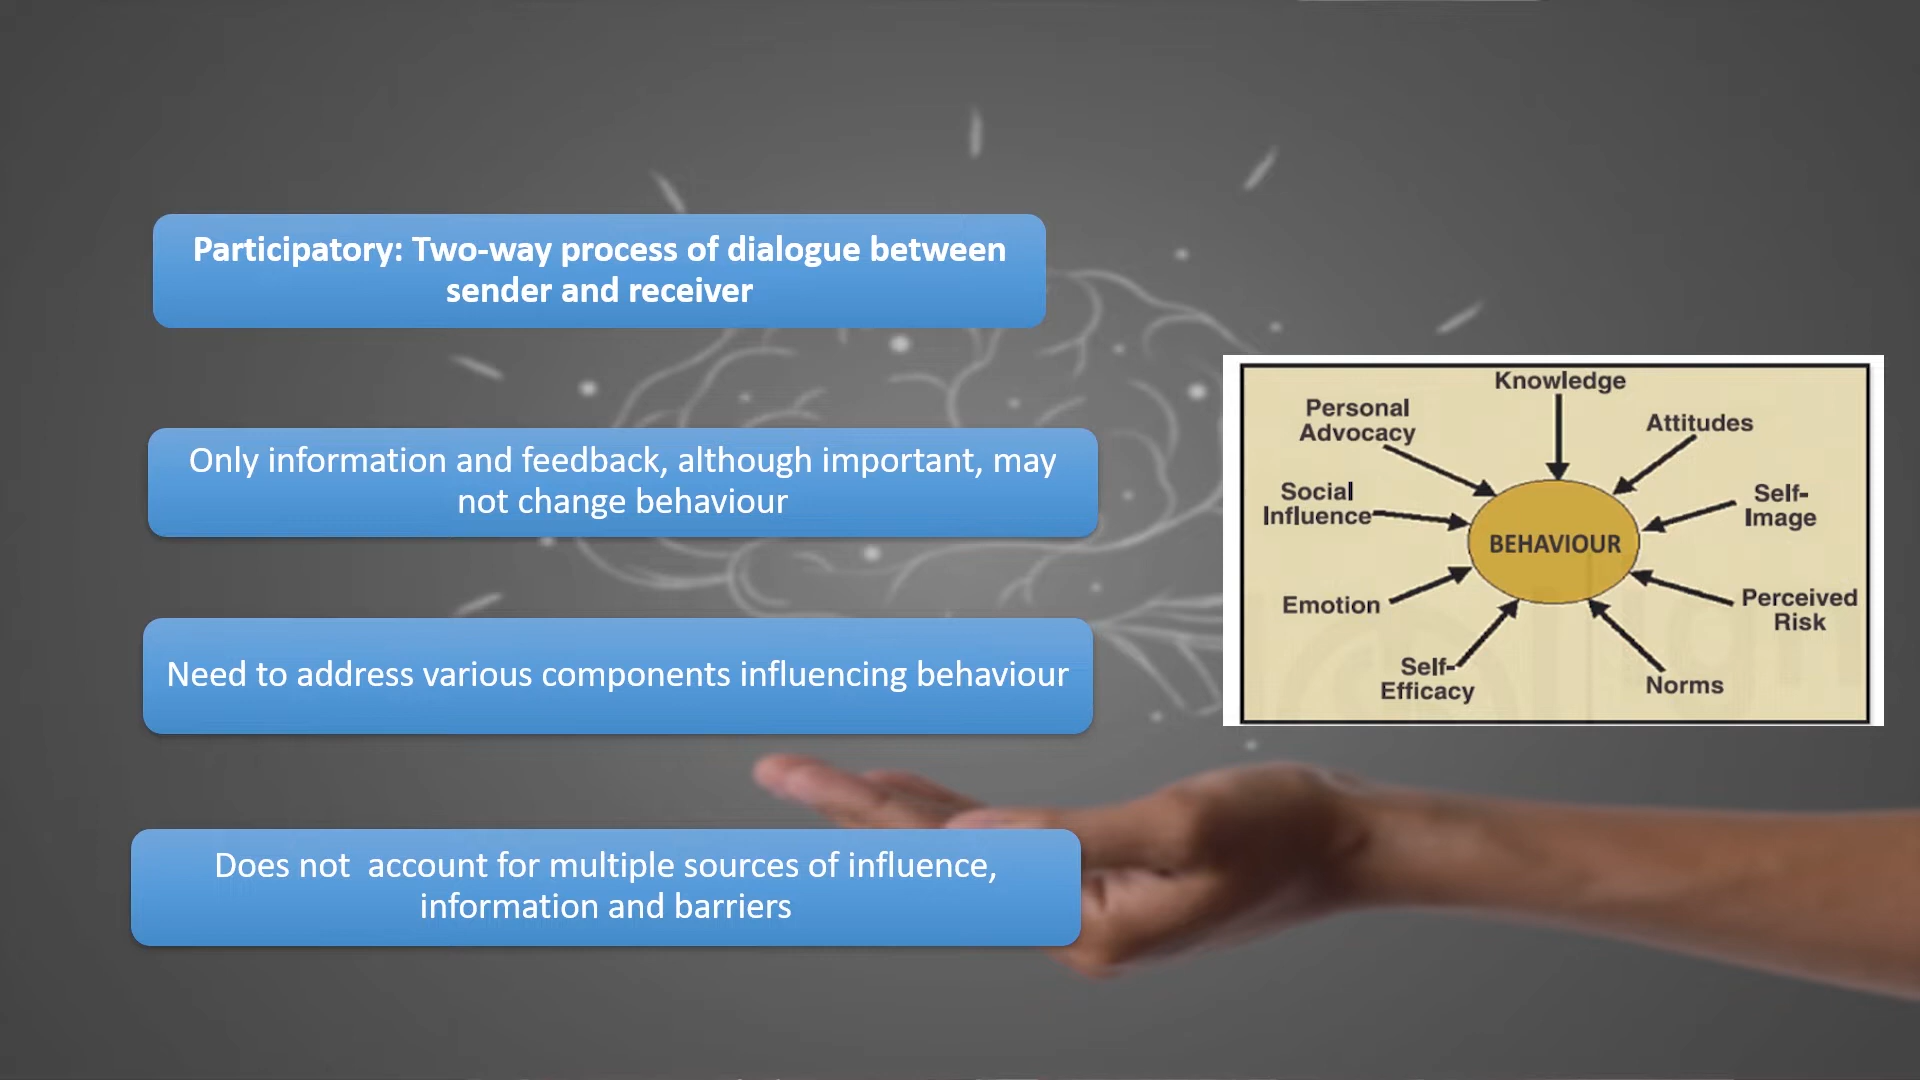 Participatory: Two-way process of dialogue between
sender and receiver
Only information and feedback, although important, may
not change behaviour
Need to address various components influencing behaviour
Does not  account for multiple sources of influence,
information and barriers
Knowledge
Personal
Advocacy
Attitudes
Social
Influence
Self-
Image
BEHAVIOUR
Emotion
Perceived
Risk
Self-
Efficacy
Norms